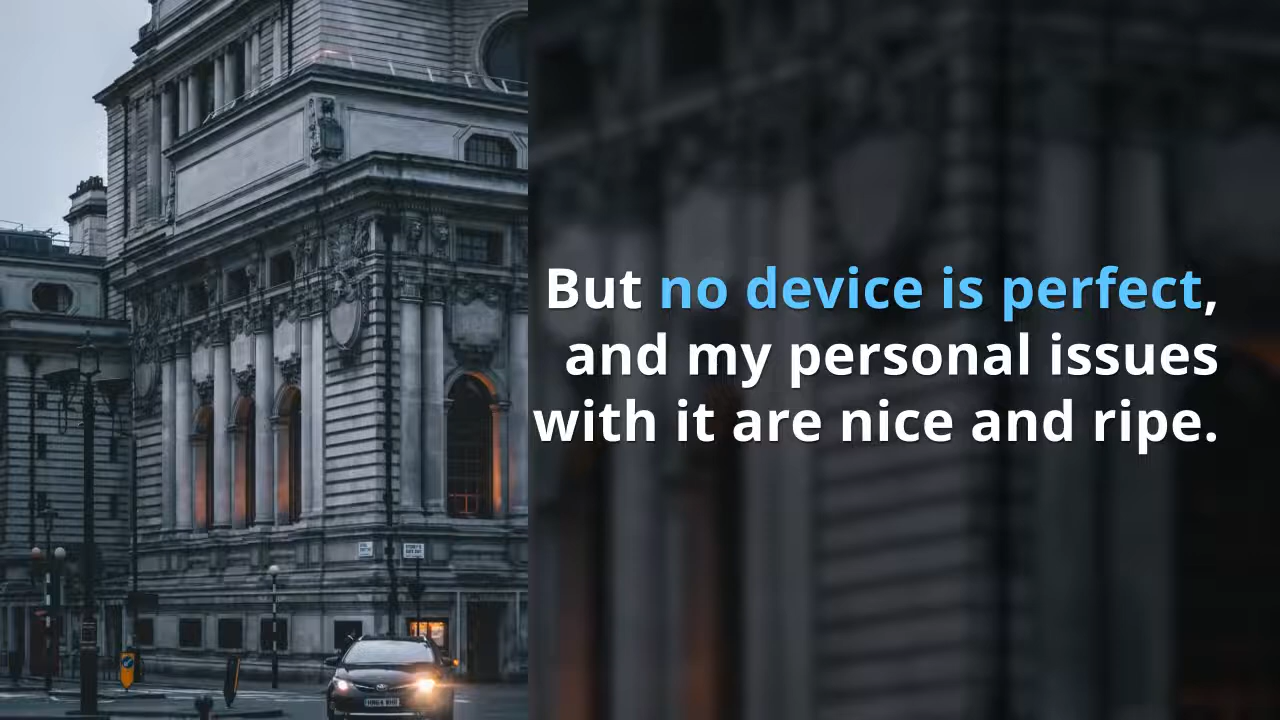 But no device is perfect,
and my personal issues
with it are nice and ripe.